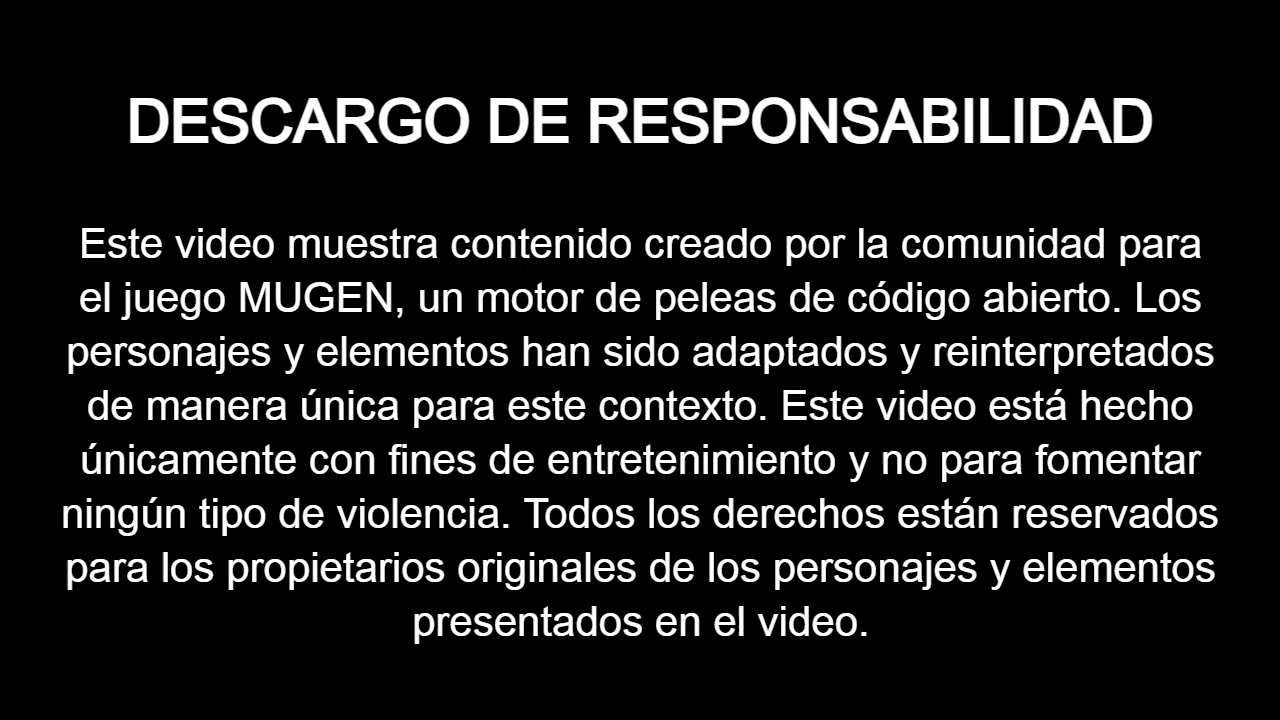 DESCARGO DE RESPONSABILIDAD
Este video muestra contenido creado por la comunidad para
el juego MUGEN, un motor de peleas de código abierto. Los
personajes y elementos han sido adaptados y reinterpretados
de manera única para este contexto. Este video está hecho
únicamente con fines de entretenimiento y no para fomentar
ningún tipo de violencia. Todos los derechos están reservados
para los propietarios originales de los personajes y elementos
presentados en el video.